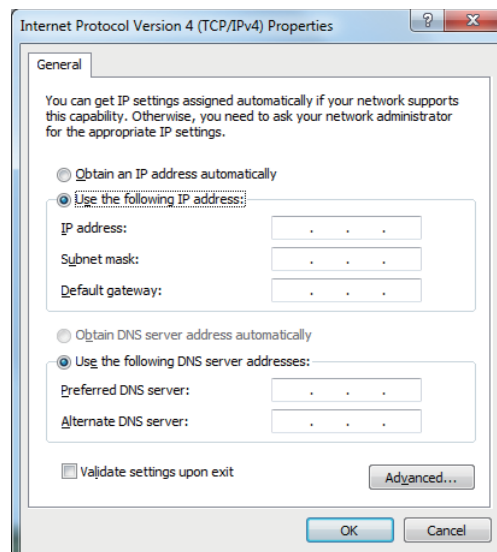 Internet Protocol Version 4 (TCP/IPv4) Properties
General
You can get IP settings assigned automatically if your network supports
this capability. Otherwise, you need to ask your network administrator
for the appropriate IP settings.
Obtain an IP address automatically
Use the following IP address:
IP address: . . .
Subnet mask: . . .
Default gateway: . . .
Obtain DNS server address automatically
Use the following DNS server addresses:
Preferred DNS server: . . .
Alternate DNS server: . . .
Validate settings upon exit
Advanced...
OK Cancel